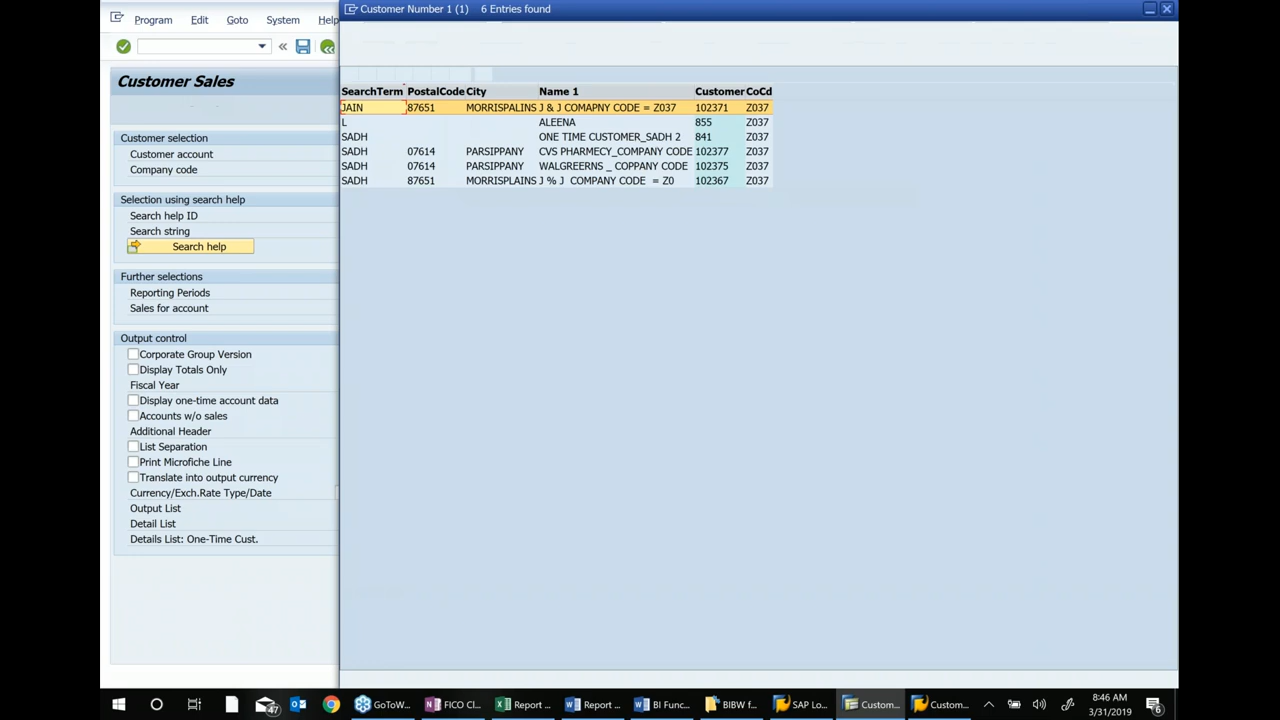 Customer Number 1 (1) 6 Entries found
Program Edit Goto System Help
Customer Sales
SearchTerm PostalCode City Name 1 Customer CoCd
JAIN 87651 MORRISPALINS J & J COMAPNY CODE = Z037 102371 Z037
L ALEENA 855 Z037
SADH ONE TIME CUSTOMER_SADH 2 841 Z037
SADH 07614 PARSIPPANY CVS PHARMECY_COMPANY CODE 102377 Z037
SADH 07614 PARSIPPANY WALGREERNS _ COPPANY CODE 102375 Z037
SADH 87651 MORRISPLAINS J % J COMPANY CODE = Z0 102367 Z037
Customer selection
Customer account
Company code
Selection using search help
Search help ID
Search string
Search help
Further selections
Reporting Periods
Sales for account
Output control
Corporate Group Version
Display Totals Only
Fiscal Year
Display one-time account data
Accounts w/o sales
Additional Header
List Separation
Print Microfiche Line
Translate into output currency
Currency/Exch.Rate Type/Date
Output List
Detail List
Details List: One-Time Cust.
47 GoToW... FICO Cl... Report ... Report ... BI Func... BIBW f... SAP Lo... Custom... Custom... 8:46 AM
3/31/2019 6